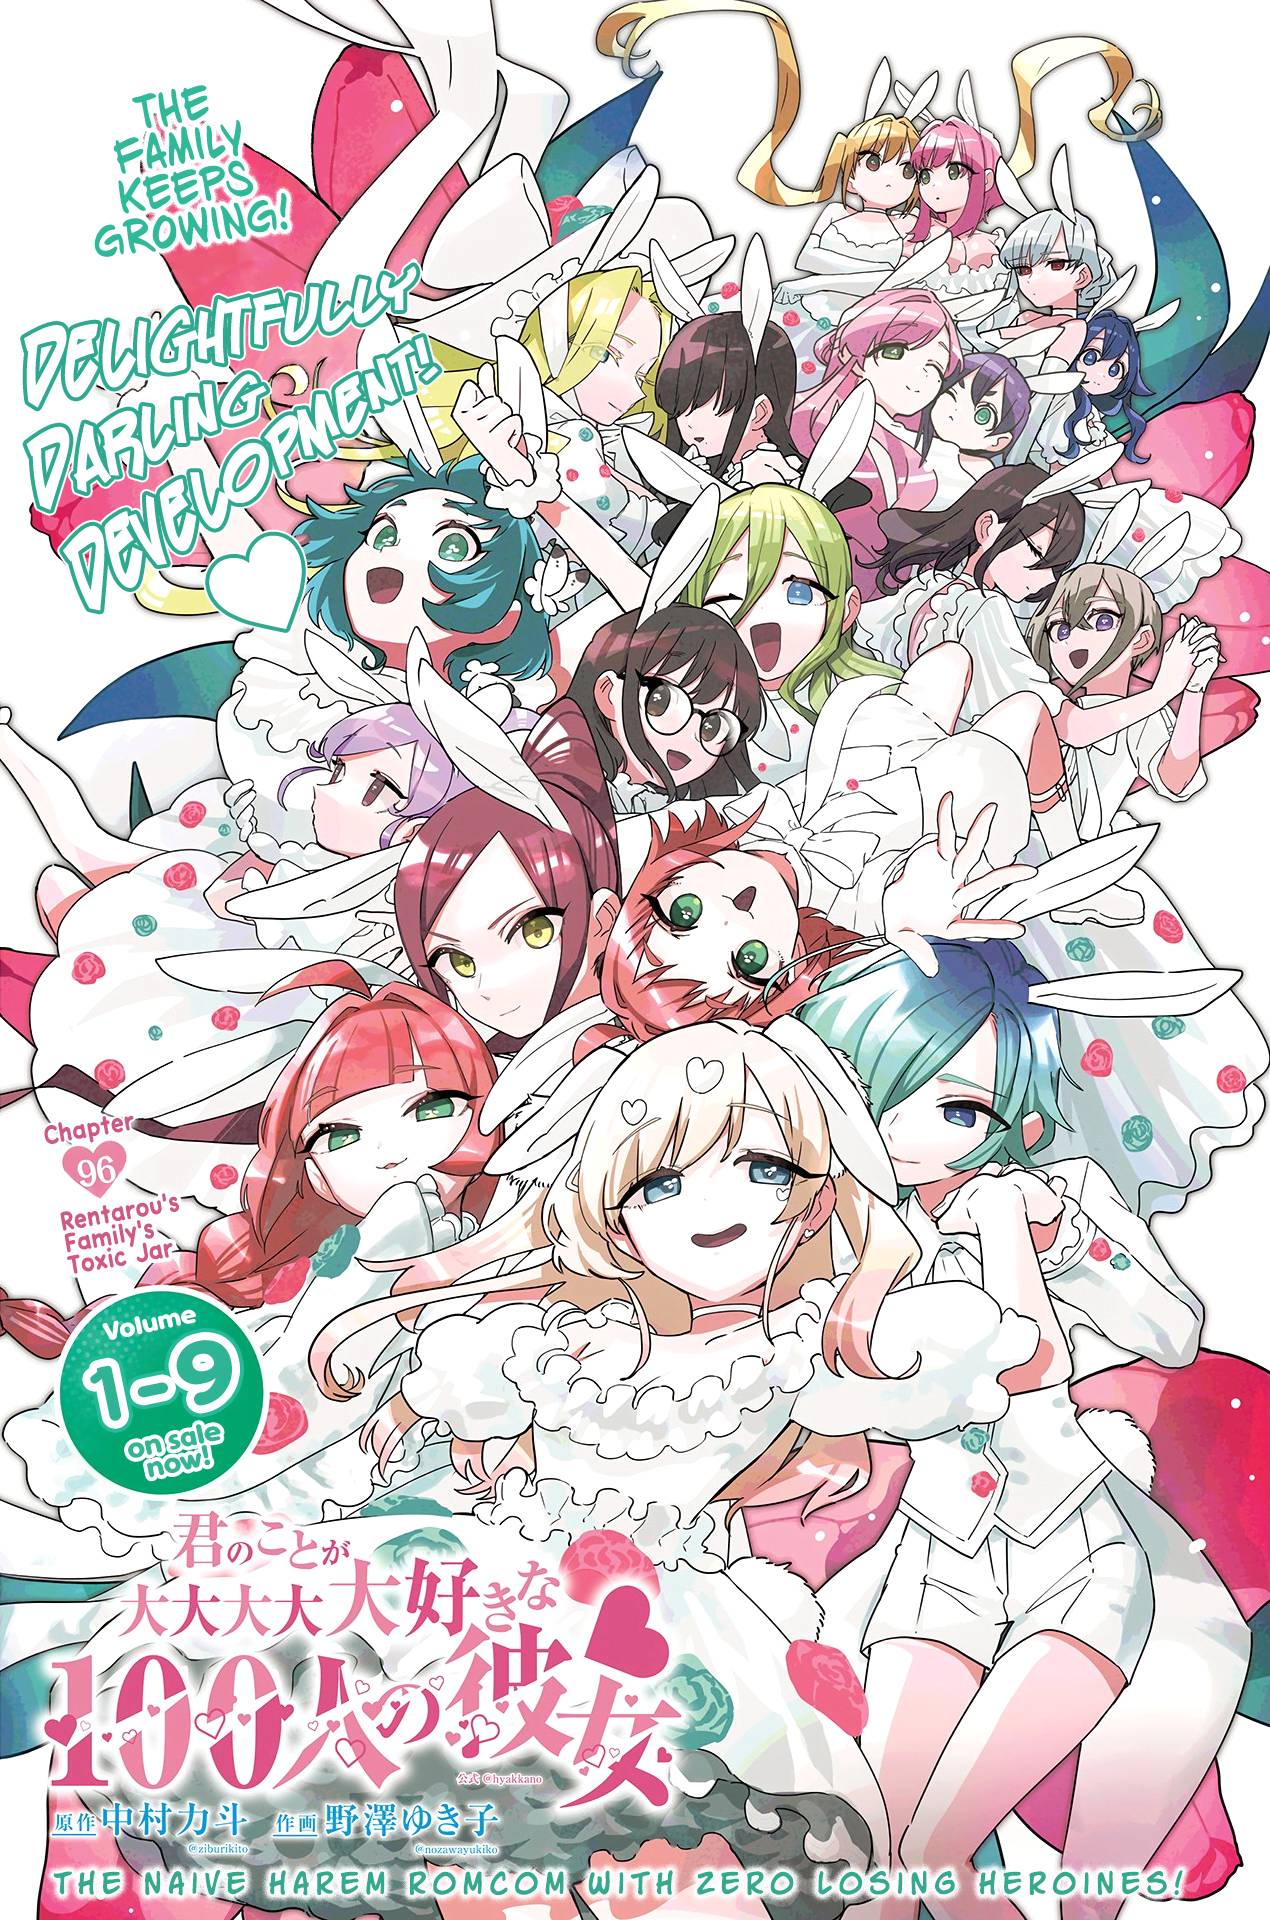 THE
FAMILY
KEEPS
GROWING!
DELIGHTFULLY
DARLING
DEVELOPMENT!
Chapter
96
Rentarou's
Family's
Toxic Jar
Volume
1-9
on sale
now!
君のことが
大大大大大好きな
100人の彼女
公式 @hyakkano
原作 中村力斗 作画 野澤ゆき子
@ziburikito @nozawayukiko
THE NAIVE HAREM ROMCOM WITH ZERO LOSING HEROINES!